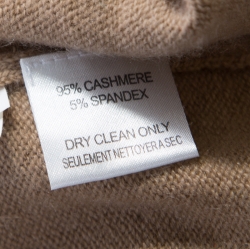 95% CASHMERE
5% SPANDEX
DRY CLEAN ONLY
SEULEMENT NETTOYER A SEC